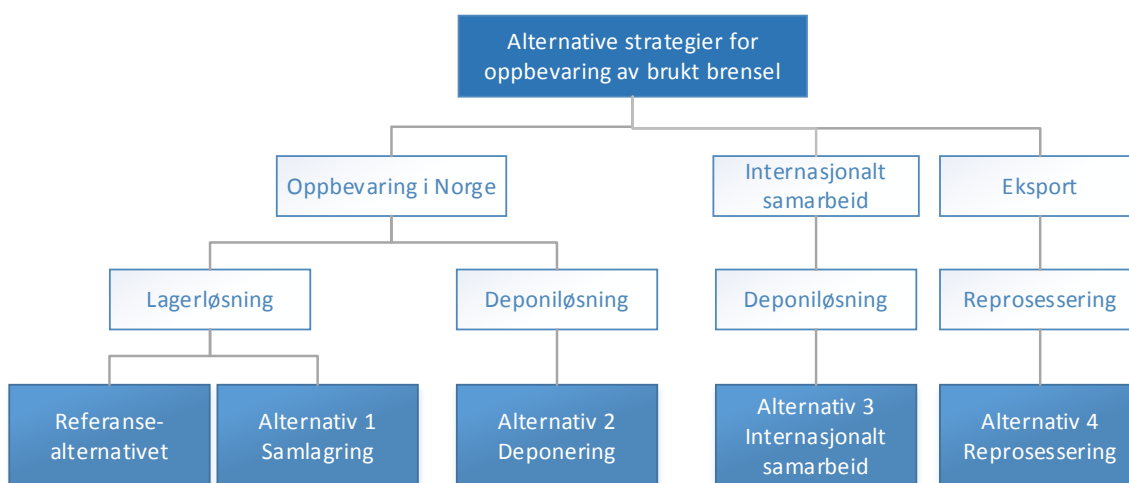 Alternative strategier for
oppbevaring av brukt brensel
Oppbevaring i Norge
Internasjonalt
samarbeid
Eksport
Lagerløsning
Deponiløsning
Deponiløsning
Reprosessering
Referanse-
alternativet
Alternativ 1
Samlagring
Alternativ 2
Deponering
Alternativ 3
Internasjonalt
samarbeid
Alternativ 4
Reprosessering